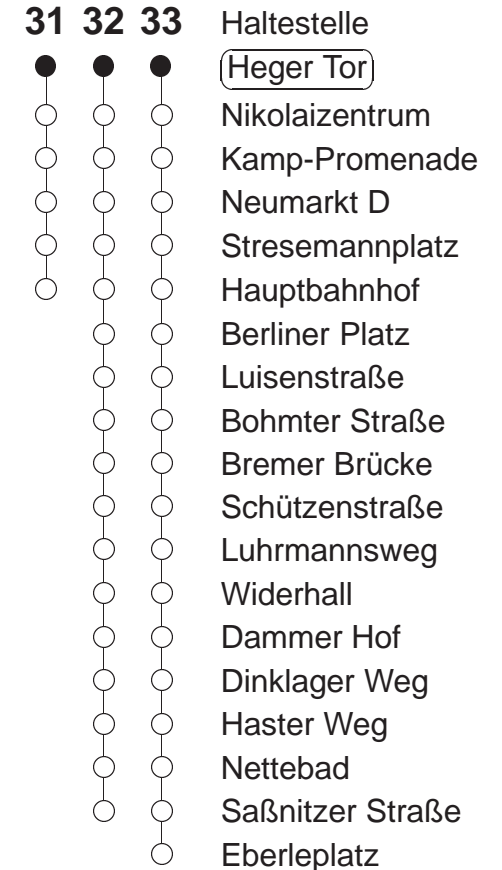 31 32 33 Haltestelle
Heger Tor
Nikolaizentrum
Kamp-Promenade
Neumarkt D
Stresemannplatz
Hauptbahnhof
Berliner Platz
Luisenstraße
Bohmter Straße
Bremer Brücke
Schützenstraße
Luhrmannsweg
Widerhall
Dammer Hof
Dinklager Weg
Haster Weg
Nettebad
Saßnitzer Straße
Eberleplatz